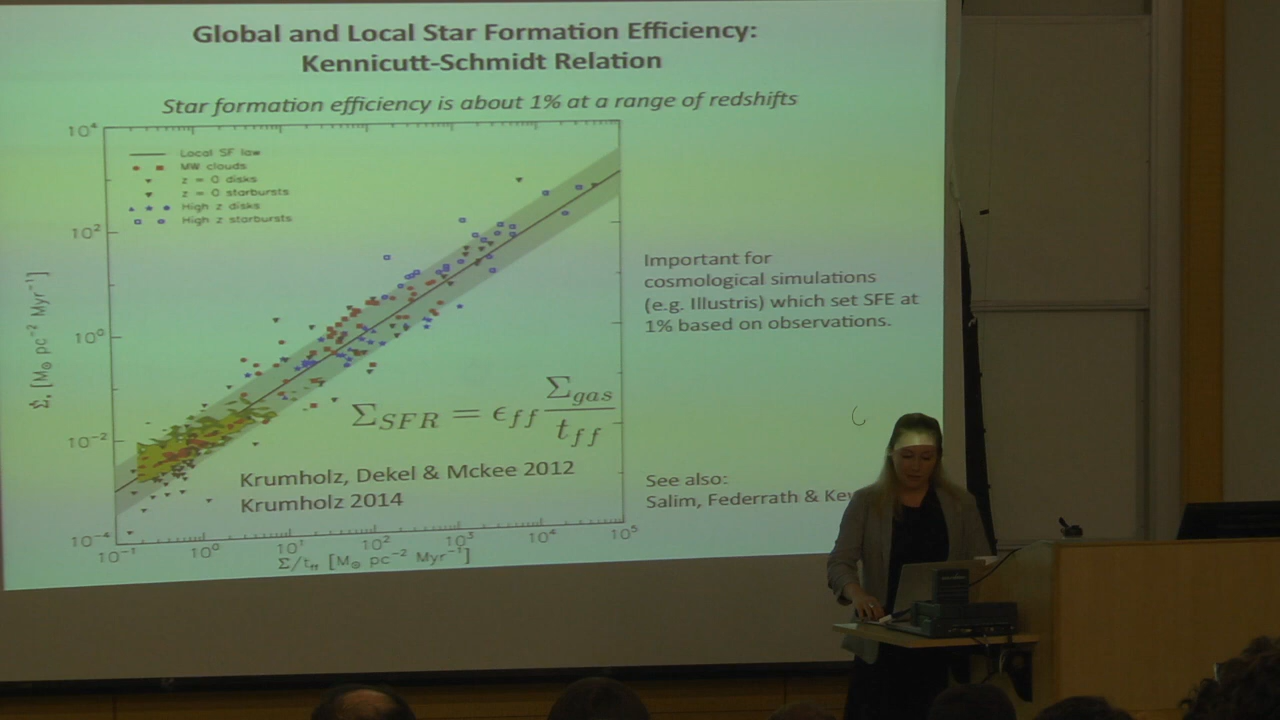 Global and Local Star Formation Efficiency:
Kennicutt-Schmidt Relation
Star formation efficiency is about 1% at a range of redshifts
10⁴
10²
10⁰
10⁻²
10⁻⁴
Σ̇* [M⊙ pc⁻² Myr⁻¹]
Local SF law
MW clouds
z = 0 disks
z = 0 starbursts
High z disks
High z starbursts
Σ_SFR = ϵ_ff Σ_gas / t_ff
Krumholz, Dekel & Mckee 2012
Krumholz 2014
10⁻¹ 10⁰ 10¹ 10² 10³ 10⁴ 10⁵
Σ/t_ff [M⊙ pc⁻² Myr⁻¹]
Important for
cosmological simulations
(e.g. Illustris) which set SFE at
1% based on observations.
See also:
Salim, Federrath &